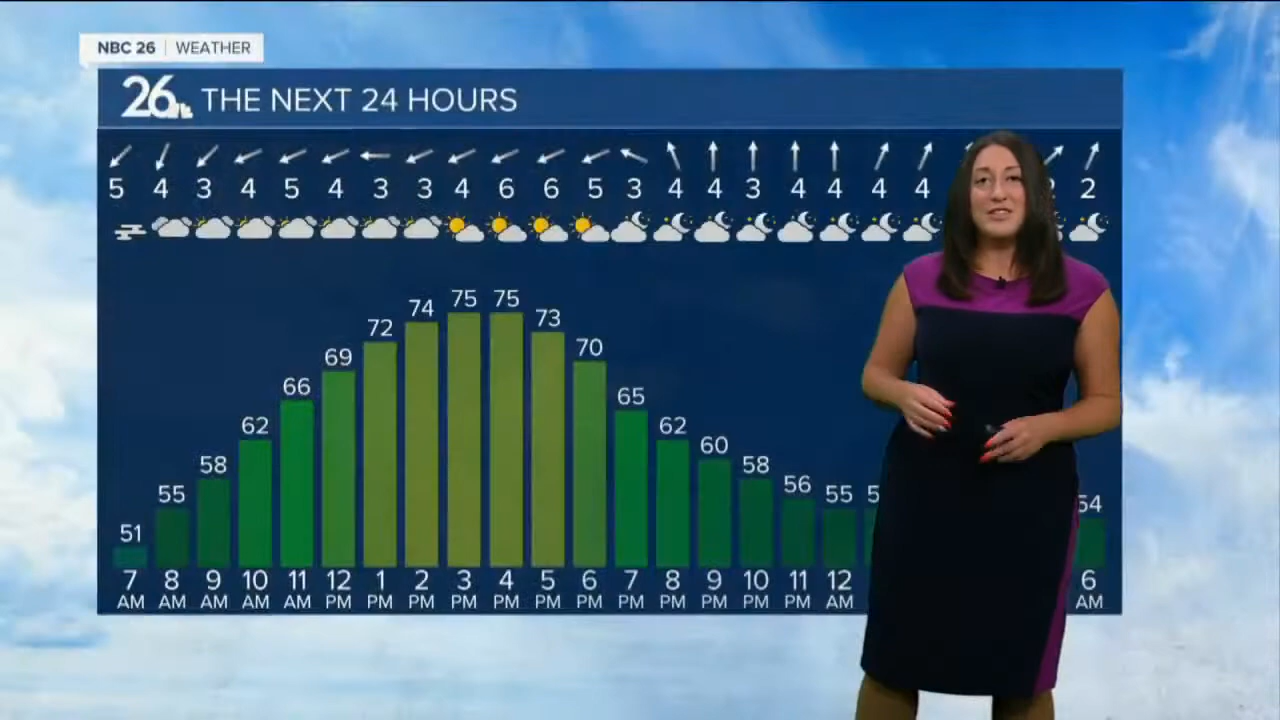 NBC 26 | WEATHER
26 THE NEXT 24 HOURS
5 4 3 4 5 4 3 3 4 6 6 5 3 4 4 3 4 4 4 4 2
51 55 58 62 66 69 72 74 75 75 73 70 65 62 60 58 56 55 54
7 8 9 10 11 12 1 2 3 4 5 6 7 8 9 10 11 12 6
AM AM AM AM AM PM PM PM PM PM PM PM PM PM PM PM PM AM AM